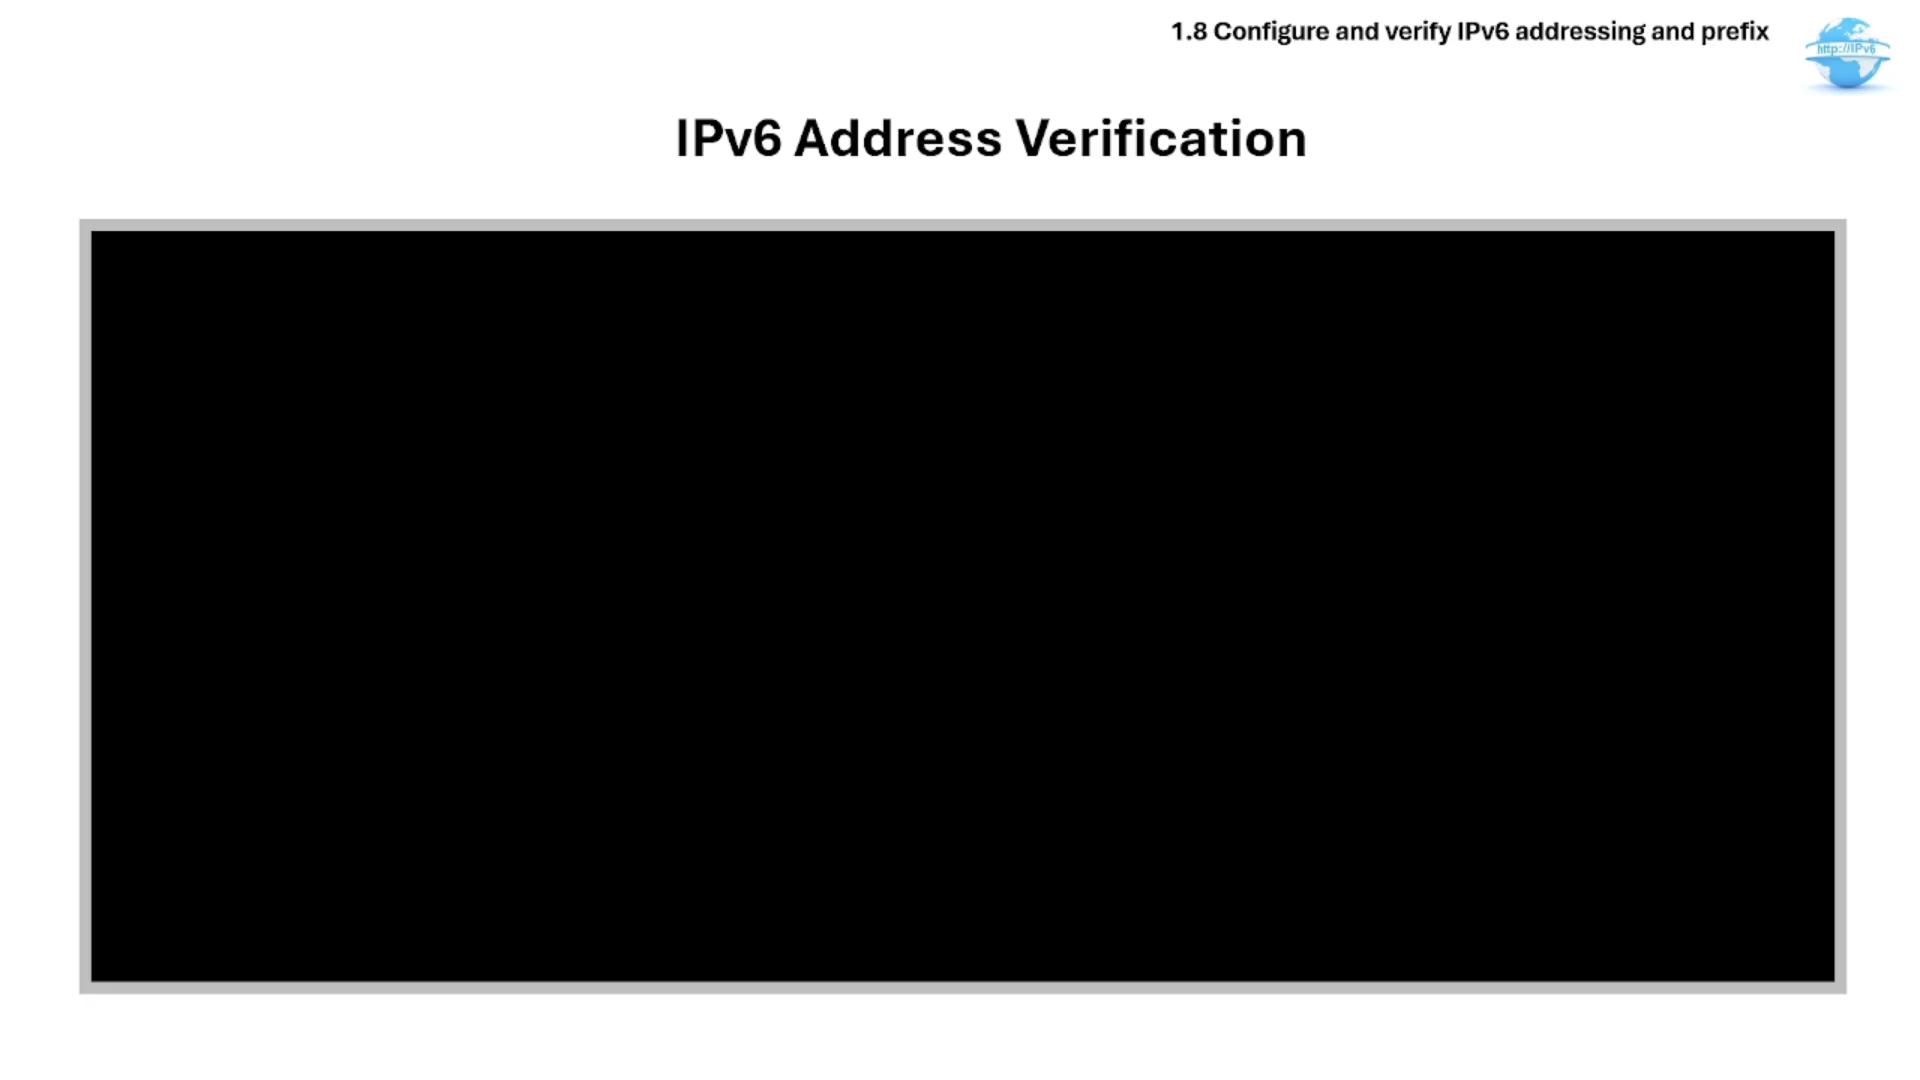 1.8 Configure and verify IPv6 addressing and prefix
http://IPv6
IPv6 Address Verification